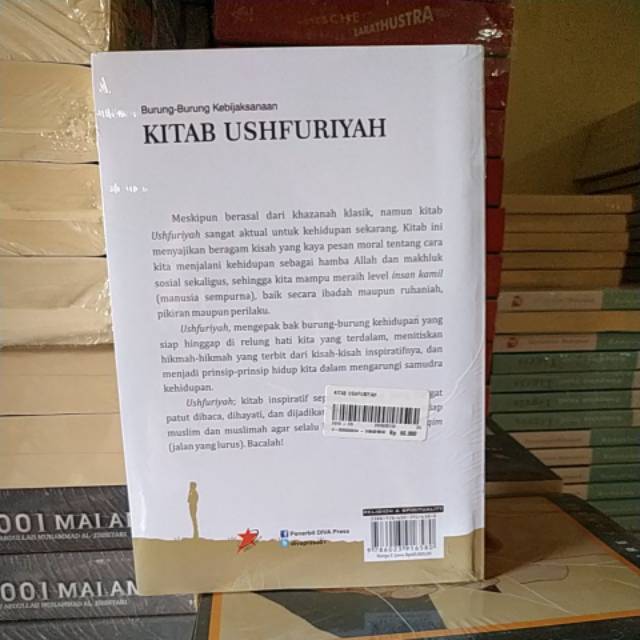 ZARATHUSTRA
Burung-Burung Kebijaksanaan
KITAB USHFURIYAH
Meskipun berasal dari khazanah klasik, namun kitab
Ushfuriyah sangat aktual untuk kehidupan sekarang. Kitab ini
menyajikan beragam kisah yang kaya pesan moral tentang cara
kita menjalani kehidupan sebagai hamba Allah dan makhluk
sosial sekaligus, sehingga kita mampu meraih level insan kamil
(manusia sempurna), baik secara ibadah maupun ruhaniah,
pikiran maupun perilaku.
Ushfuriyah, mengepak bak burung-burung kehidupan yang
siap hinggap di relung hati kita yang terdalam, menitiskan
hikmah-hikmah yang terbit dari kisah-kisah inspiratifnya, dan
menjadi prinsip-prinsip hidup kita dalam mengarungi samudra
kehidupan.
Ushfuriyah; kitab inspiratif
patut dibaca, dihayati, dan
muslim dan muslimah agar selalu
(jalan yang lurus). Bacalah!
KITAB USHFURIYAH
Penerbit DIVA Press
RELIGION & SPIRITUALITY
001 MALAM
001 MALAM